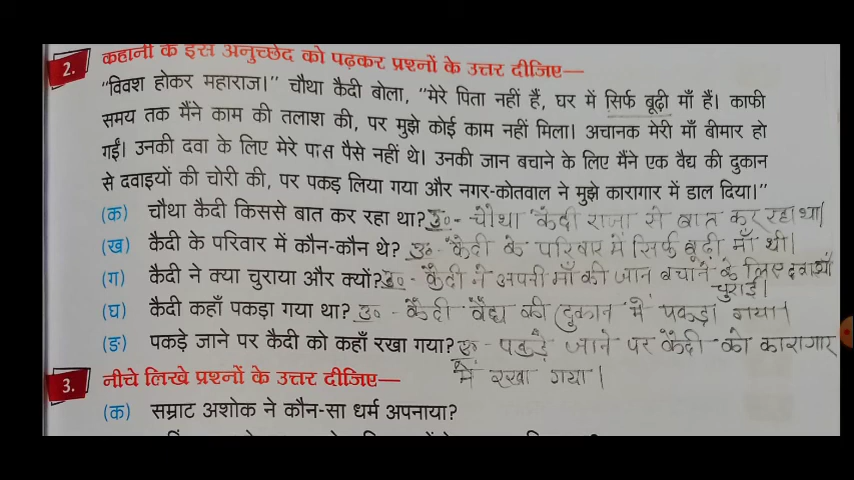 2. कहानी के इस अनुच्छेद को पढ़कर प्रश्नों के उत्तर दीजिए—
"विवश होकर महाराज।" चौथा कैदी बोला, "मेरे पिता नहीं हैं, घर में सिर्फ बूढ़ी माँ हैं। काफी
समय तक मैंने काम की तलाश की, पर मुझे कोई काम नहीं मिला। अचानक मेरी माँ बीमार हो
गईं। उनकी दवा के लिए मेरे पास पैसे नहीं थे। उनकी जान बचाने के लिए मैंने एक वैद्य की दुकान
से दवाइयों की चोरी की, पर पकड़ लिया गया और नगर-कोतवाल ने मुझे कारागार में डाल दिया।"
(क) चौथा कैदी किससे बात कर रहा था? उ०- चौथा कैदी राजा से बात कर रहा था।
(ख) कैदी के परिवार में कौन-कौन थे? उ०- कैदी के परिवार में सिर्फ बूढ़ी माँ थी।
(ग) कैदी ने क्या चुराया और क्यों? उ०- कैदी ने अपनी माँ की जान बचाने के लिए दवाओं
चुराई।
(घ) कैदी कहाँ पकड़ा गया था? उ०- कैदी वैद्य की दुकान में पकड़ा गया।
(ङ) पकड़े जाने पर कैदी को कहाँ रखा गया? उ०- पकड़े जाने पर कैदी को कारागार
में रखा गया।
3. नीचे लिखे प्रश्नों के उत्तर दीजिए—
(क) सम्राट अशोक ने कौन-सा धर्म अपनाया?